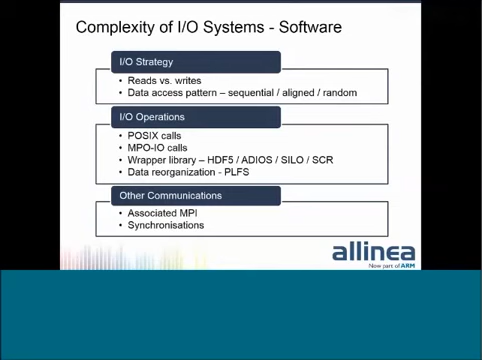 Complexity of I/O Systems - Software
I/O Strategy
• Reads vs. writes
• Data access pattern – sequential / aligned / random
I/O Operations
• POSIX calls
• MPO-IO calls
• Wrapper library – HDF5 / ADIOS / SILO / SCR
• Data reorganization - PLFS
Other Communications
• Associated MPI
• Synchronisations
allinea
Now part of ARM